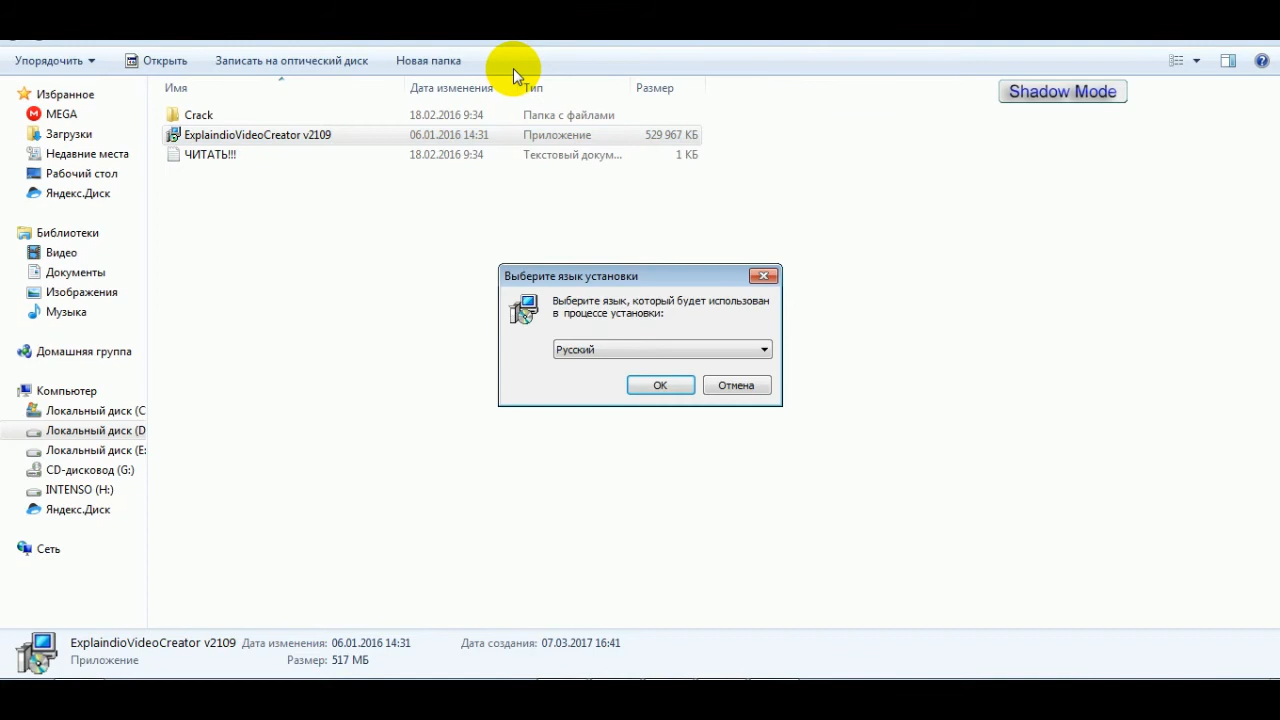 Упорядочить
Открыть
Записать на оптический диск
Новая папка
Имя
Дата изменения
Тип
Размер
Shadow Mode
Crack
18.02.2016 9:34
Папка с файлами
ExplaindioVideoCreator v2109
06.01.2016 14:31
Приложение
529 967 КБ
ЧИТАТЬ!!!
18.02.2016 9:34
Текстовый докум...
1 КБ
Избранное
MEGA
Загрузки
Недавние места
Рабочий стол
Яндекс.Диск
Библиотеки
Видео
Документы
Изображения
Музыка
Домашняя группа
Компьютер
Локальный диск (C
Локальный диск (D
Локальный диск (E:
CD-дисковод (G:)
INTENSO (H:)
Яндекс.Диск
Сеть
Выберите язык установки
Выберите язык, который будет использован
в процессе установки:
Русский
OK
Отмена
ExplaindioVideoCreator v2109
Дата изменения: 06.01.2016 14:31
Дата создания: 07.03.2017 16:41
Приложение
Размер: 517 МБ